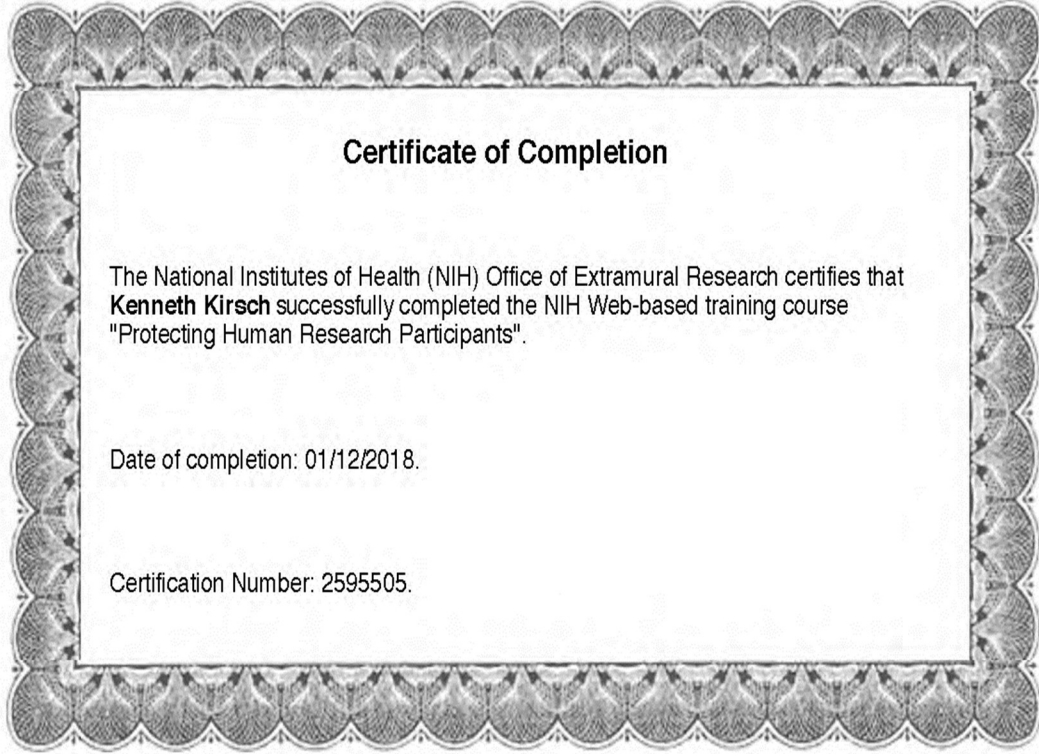 Certificate of Completion
The National Institutes of Health (NIH) Office of Extramural Research certifies that
Kenneth Kirsch successfully completed the NIH Web-based training course
"Protecting Human Research Participants".
Date of completion: 01/12/2018.
Certification Number: 2595505.